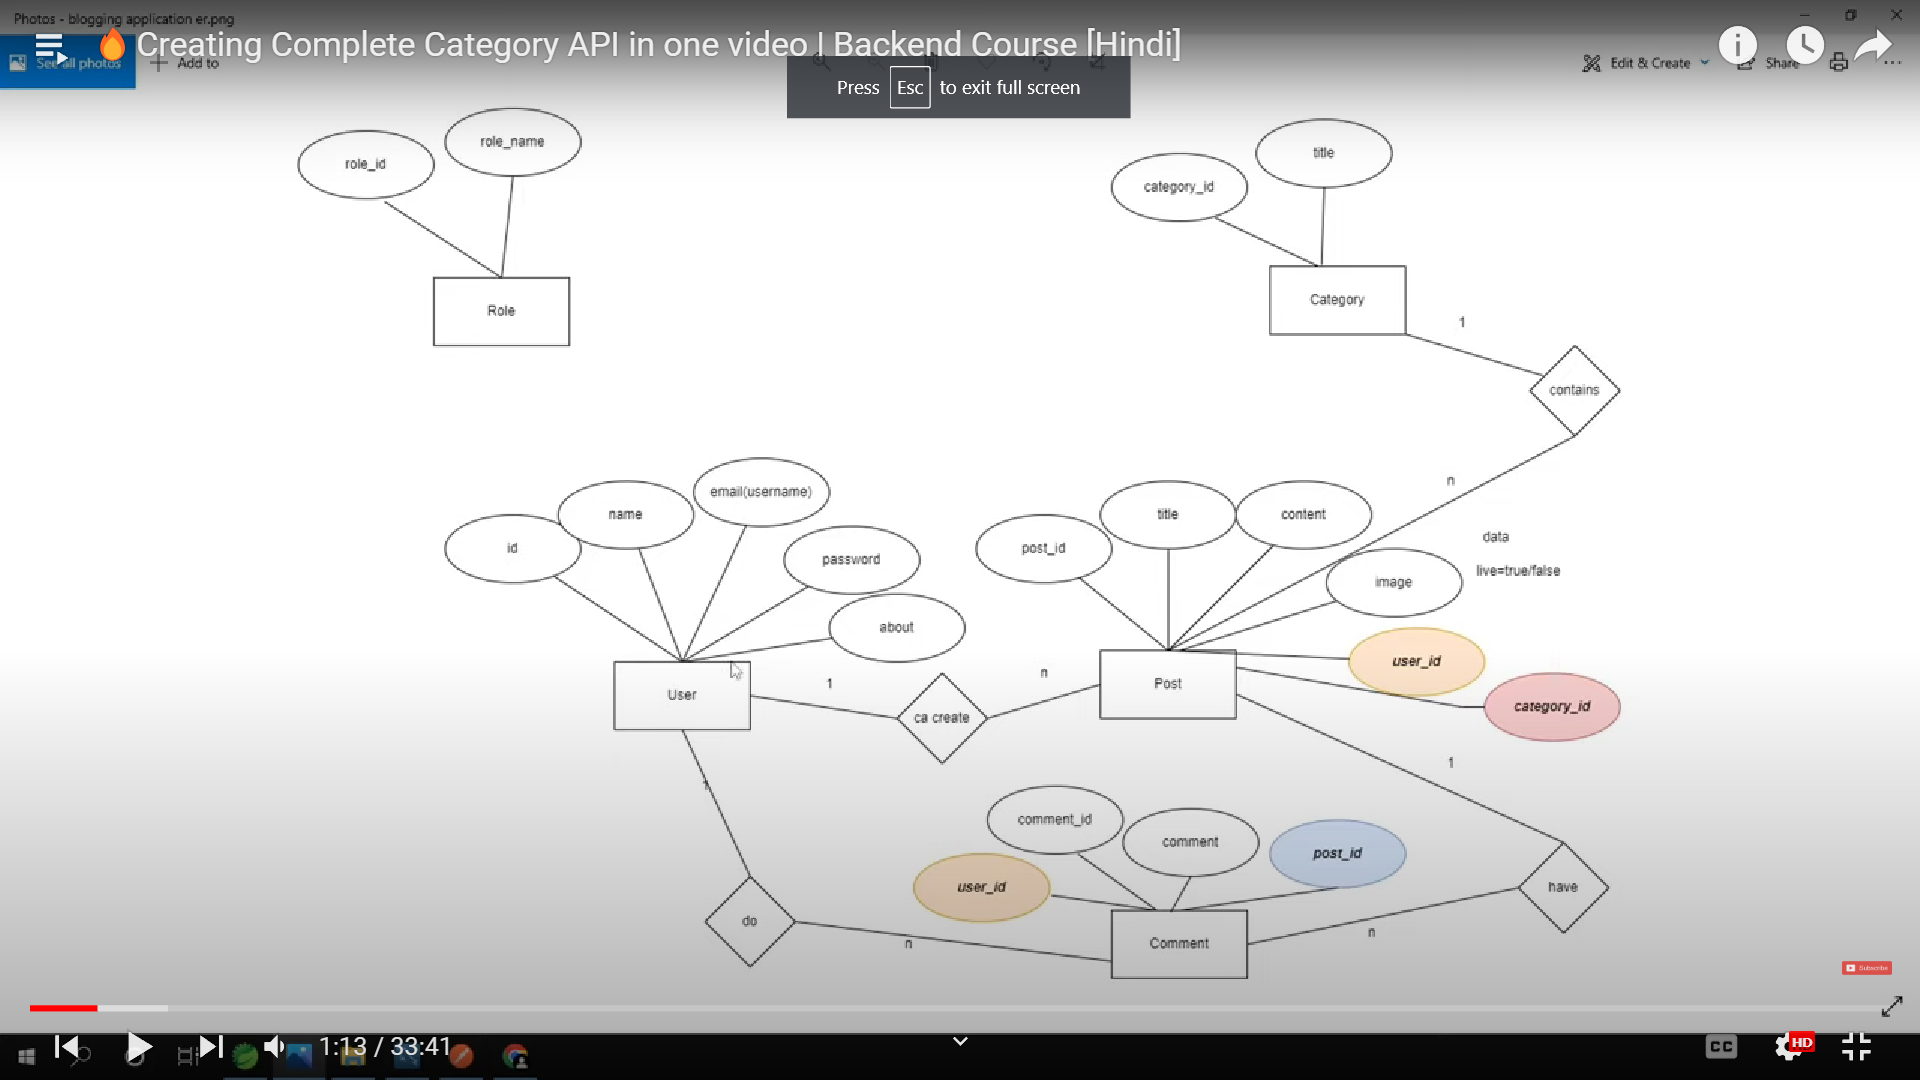 Photos - blogging application er.png
Creating Complete Category API in one video | Backend Course [Hindi]
See all photos
Add to
Edit & Create
Share
Press Esc to exit full screen
role_id
role_name
Role
category_id
title
Category
1
contains
n
id
name
email(username)
password
about
User
1
ca create
n
post_id
title
content
image
data
live=true/false
user_id
category_id
Post
1
1
comment_id
comment
post_id
user_id
do
n
Comment
n
have
Subscribe
1:13 / 33:41
CC
HD